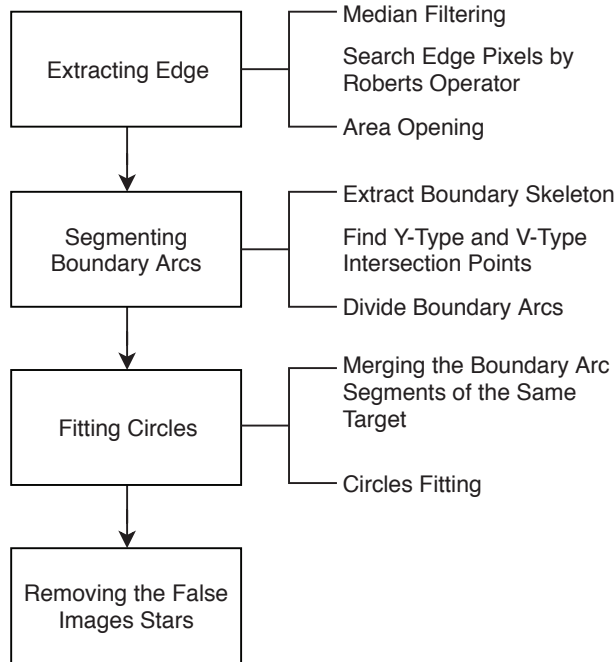 Extracting Edge
Median Filtering
Search Edge Pixels by
Roberts Operator
Area Opening
Segmenting
Boundary Arcs
Extract Boundary Skeleton
Find Y-Type and V-Type
Intersection Points
Divide Boundary Arcs
Fitting Circles
Merging the Boundary Arc
Segments of the Same
Target
Circles Fitting
Removing the False
Images Stars